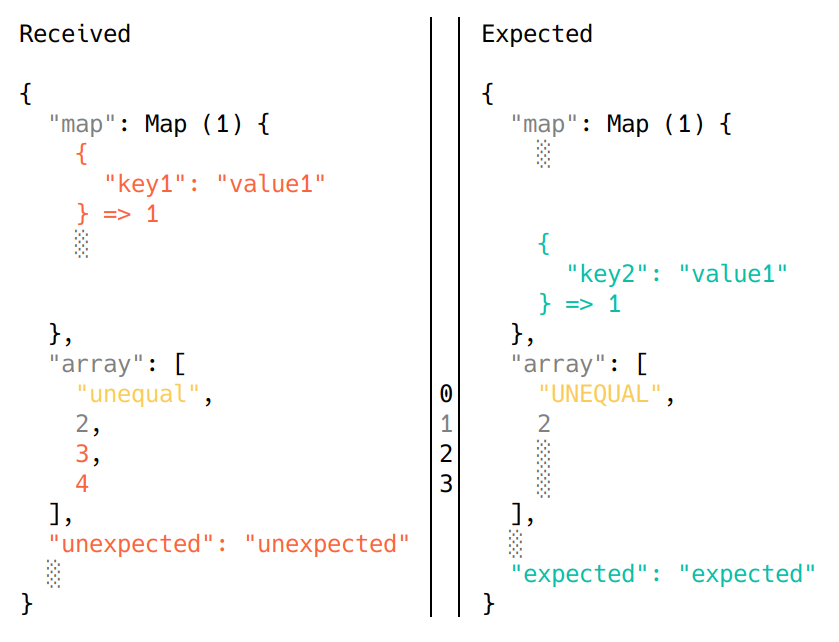 Received Expected
{ {
"map": Map (1) { "map": Map (1) {
{ ░
"key1": "value1"
} => 1
░ {
"key2": "value1"
} => 1
}, },
"array": [ "array": [
"unequal", 0 "UNEQUAL",
2, 1 2
3, 2 ░
4 3 ░
], ],
"unexpected": "unexpected" ░
░ "expected": "expected"
} }